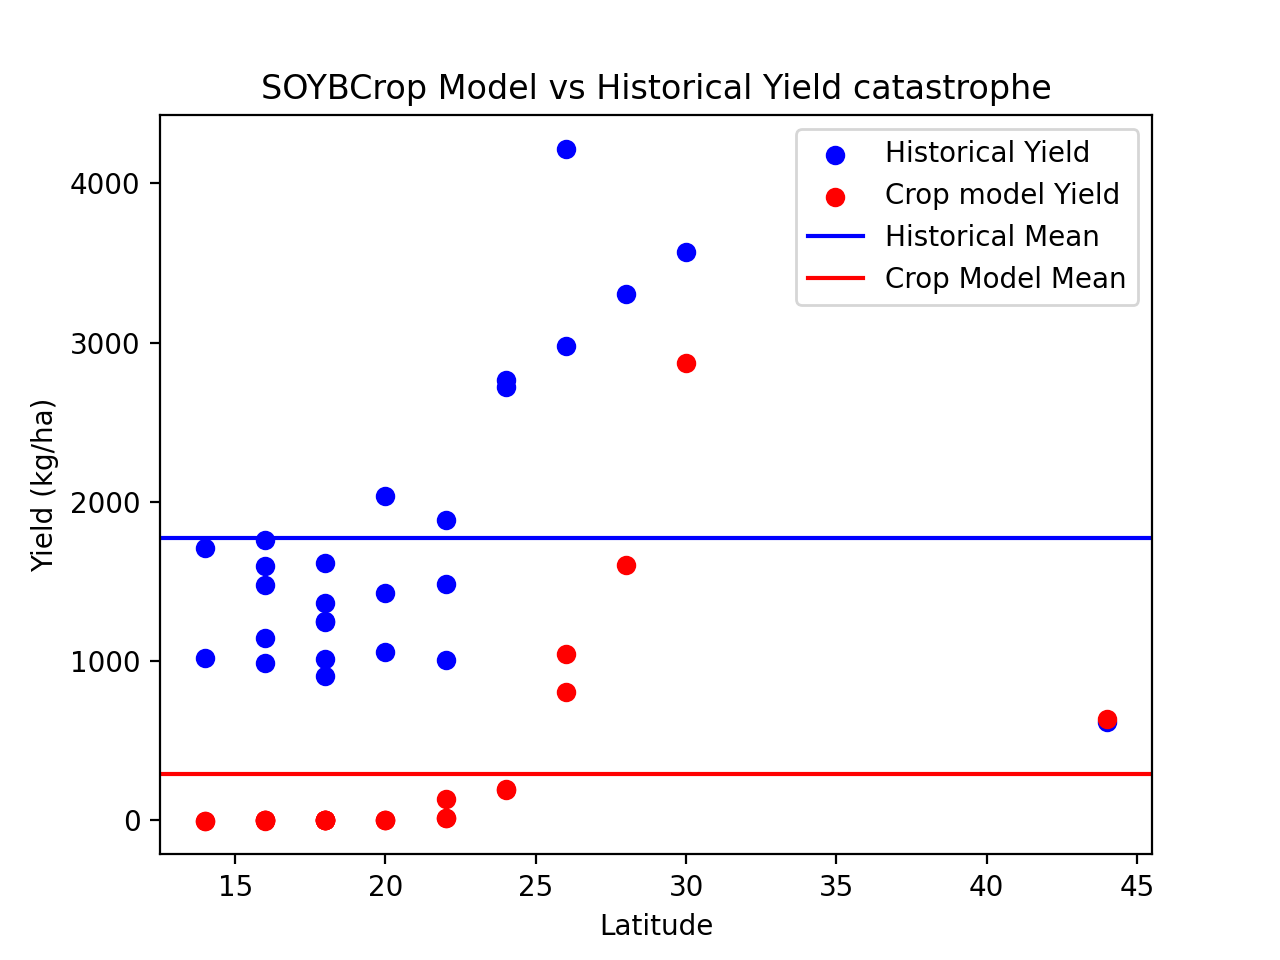 SOYBCrop Model vs Historical Yield catastrophe
Historical Yield
Crop model Yield
Historical Mean
Crop Model Mean
Yield (kg/ha)
4000
3000
2000
1000
0
15 20 25 30 35 40 45
Latitude